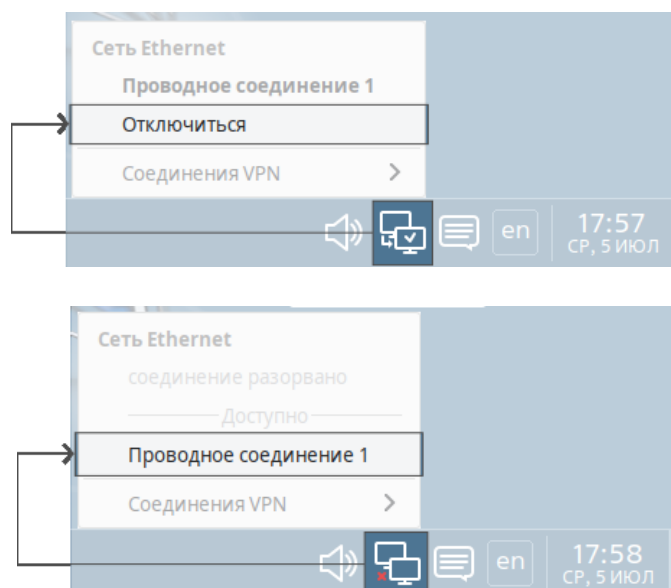 Сеть Ethernet
Проводное соединение 1
Отключиться
Соединения VPN
en
17:57
СР, 5 ИЮЛ
Сеть Ethernet
соединение разорвано
Доступно
Проводное соединение 1
Соединения VPN
en
17:58
СР, 5 ИЮЛ